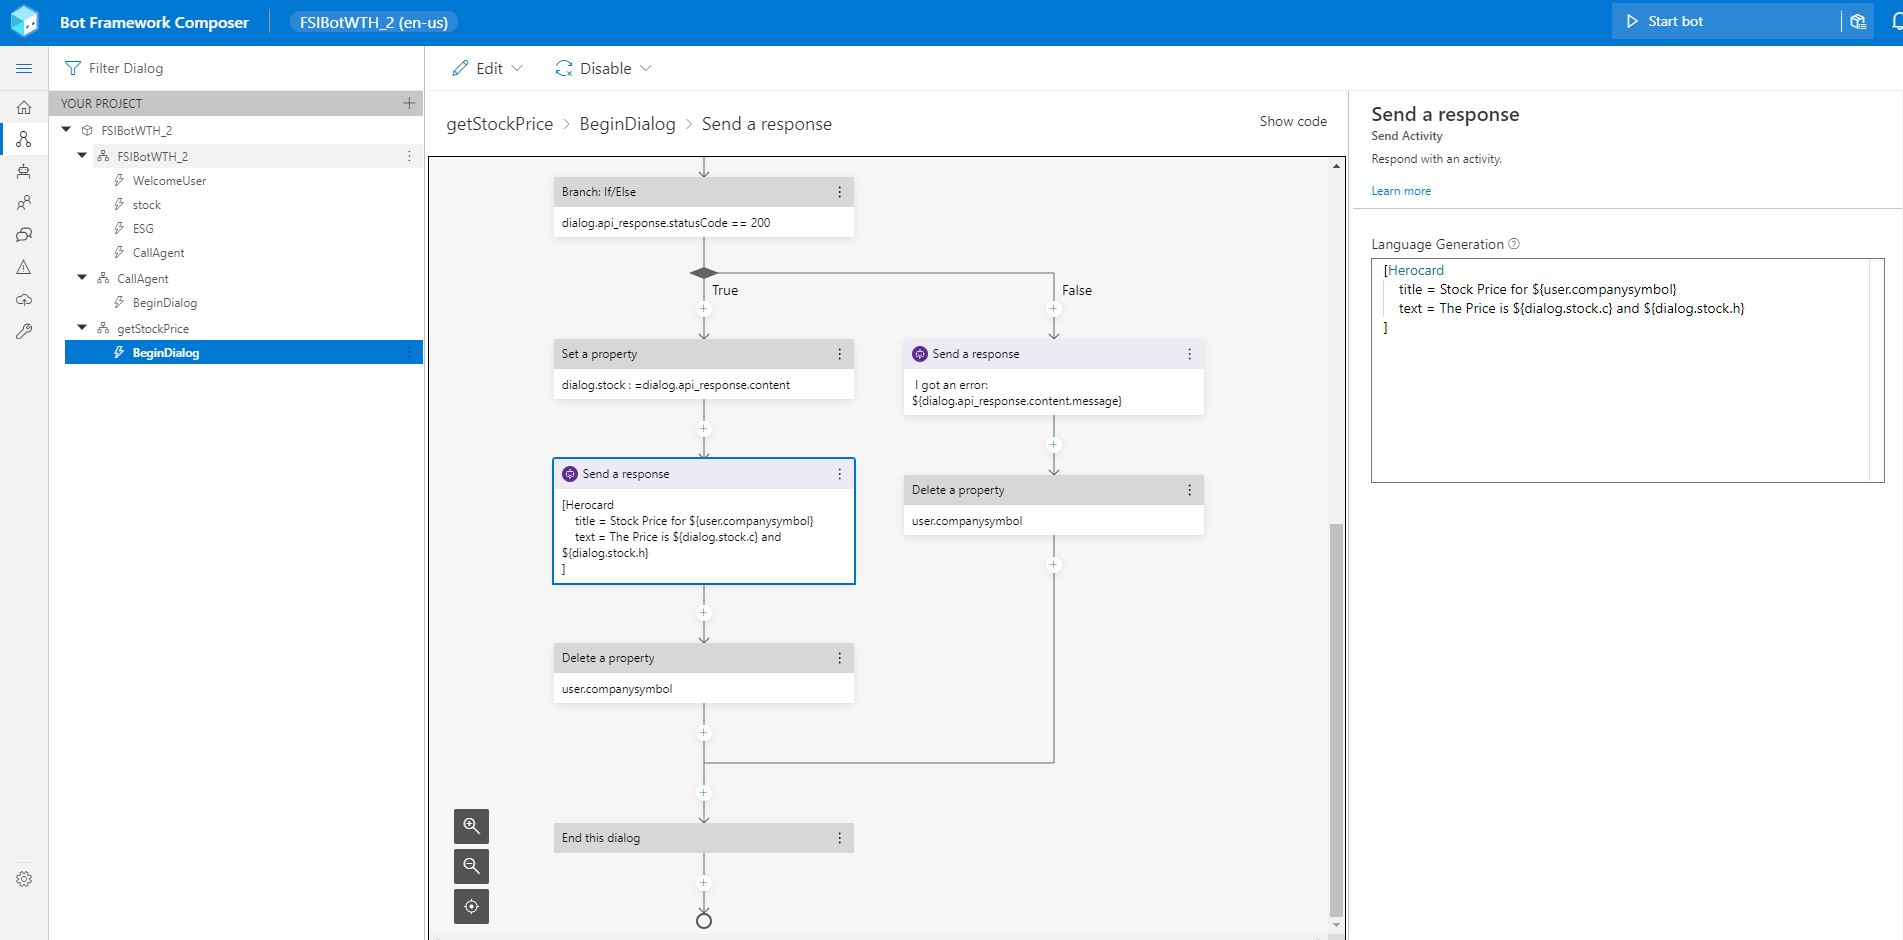 Bot Framework Composer
FSIBotWTH_2 (en-us)
Start bot
Filter Dialog
Edit
Disable
YOUR PROJECT
FSIBotWTH_2
FSIBotWTH_2
WelcomeUser
stock
ESG
CallAgent
CallAgent
BeginDialog
getStockPrice
BeginDialog
getStockPrice > BeginDialog > Send a response
Show code
Branch: If/Else
dialog.api_response.statusCode == 200
True
False
Set a property
dialog.stock : =dialog.api_response.content
Send a response
I got an error:
${dialog.api_response.content.message}
Send a response
[Herocard
title = Stock Price for ${user.companysymbol}
text = The Price is ${dialog.stock.c} and
${dialog.stock.h}
]
Delete a property
user.companysymbol
Delete a property
user.companysymbol
End this dialog
Send a response
Send Activity
Respond with an activity.
Learn more
Language Generation
[Herocard
title = Stock Price for ${user.companysymbol}
text = The Price is ${dialog.stock.c} and ${dialog.stock.h}
]